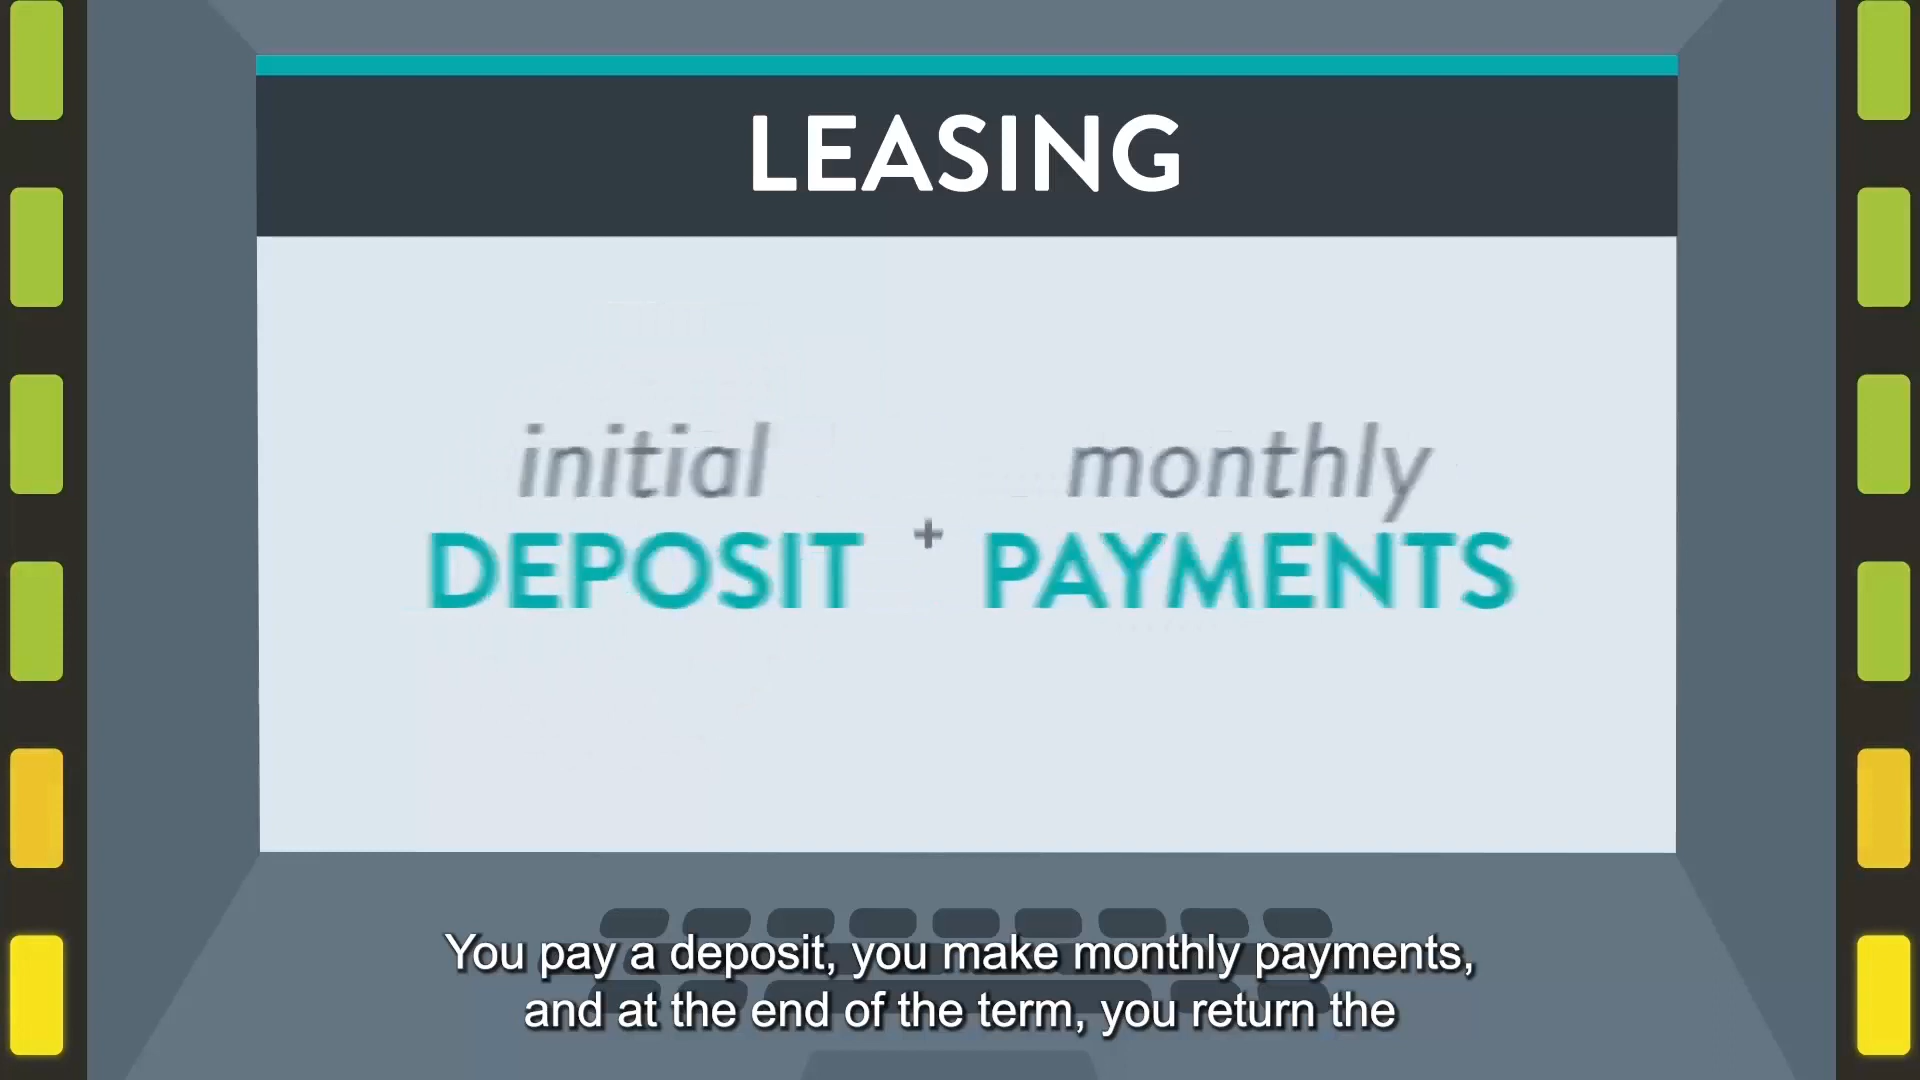 LEASING
initial
DEPOSIT
+
monthly
PAYMENTS
You pay a deposit, you make monthly payments,
and at the end of the term, you return the